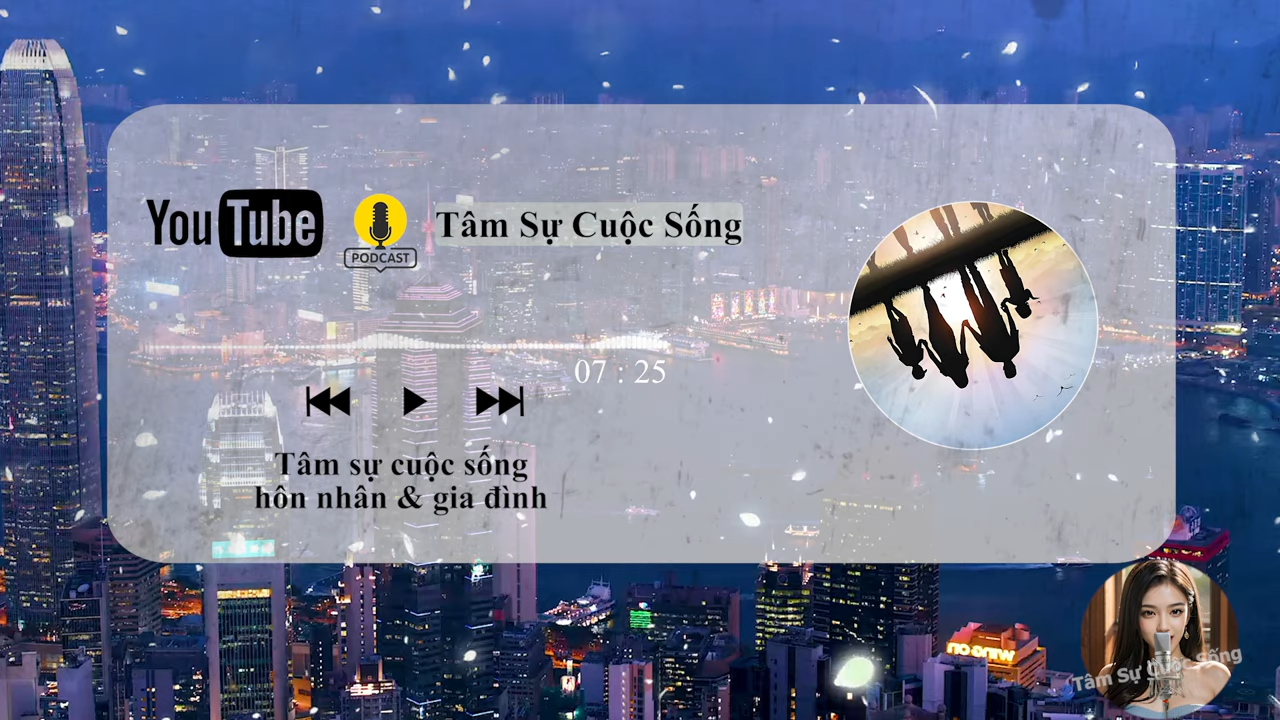 YouTube
PODCAST
Tâm Sự Cuộc Sống
07 : 25
Tâm sự cuộc sống
hôn nhân & gia đình
Tâm Sự Cuộc Sống